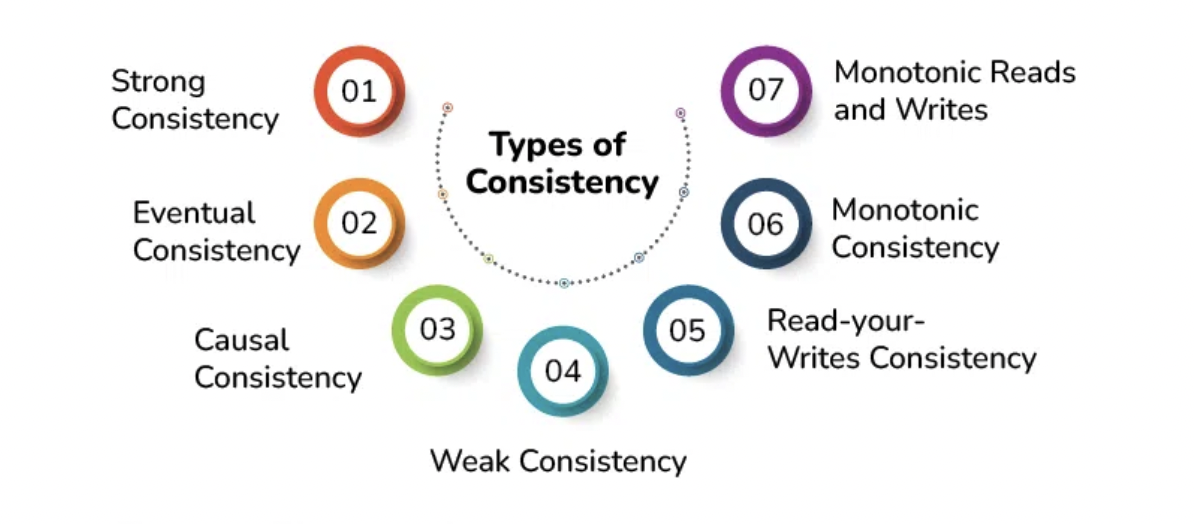 Types of
Consistency
01
Strong
Consistency
02
Eventual
Consistency
03
Causal
Consistency
04
Weak Consistency
05
Read-your-
Writes Consistency
06
Monotonic
Consistency
07
Monotonic Reads
and Writes